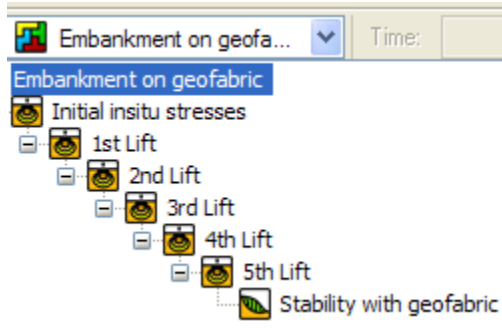 Embankment on geofa... Time:
Embankment on geofabric
Initial insitu stresses
1st Lift
2nd Lift
3rd Lift
4th Lift
5th Lift
Stability with geofabric